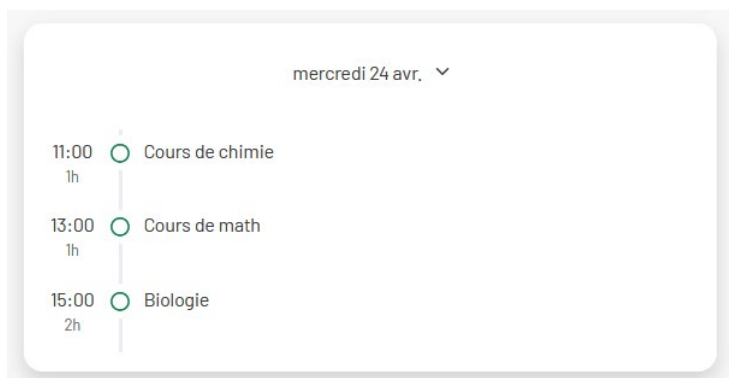 mercredi 24 avr.
11:00 Cours de chimie
1h
13:00 Cours de math
1h
15:00 Biologie
2h